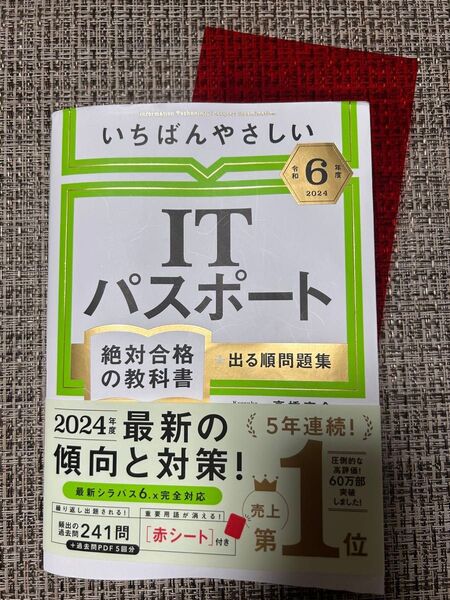 Information Technology Passport Examination
いちばんやさしい
令和
6
年度
2024
IT
パスポート
絶対合格
の教科書
+出る順問題集
2024年度
最新の
傾向と対策!
最新シラバス6.x完全対応
繰り返し出題される!
頻出の
過去問241問
+過去問PDF5回分
重要用語が消える!
[赤シート]付き
5年連続!
売上
第1位
圧倒的な
高評価!
60万部
突破
しました!